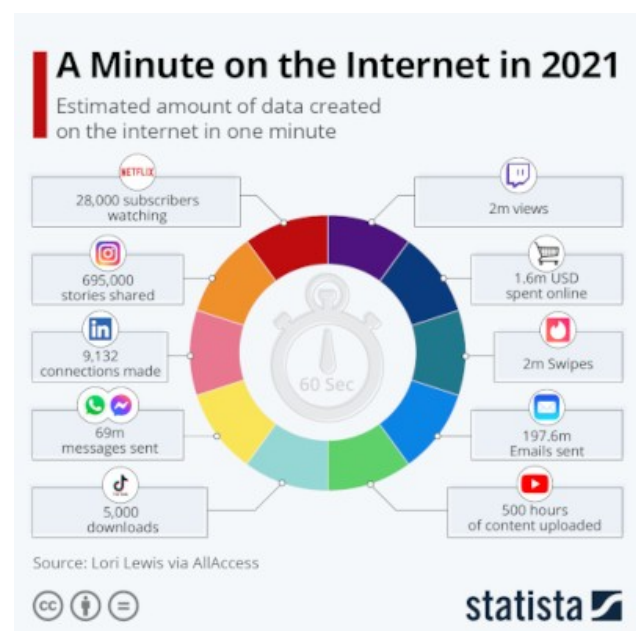 A Minute on the Internet in 2021
Estimated amount of data created
on the internet in one minute
NETFLIX
28,000 subscribers
watching
2m views
695,000
stories shared
1.6m USD
spent online
in
9,132
connections made
2m Swipes
60 Sec
69m
messages sent
197.6m
Emails sent
5,000
downloads
500 hours
of content uploaded
Source: Lori Lewis via AllAccess
cc
statista